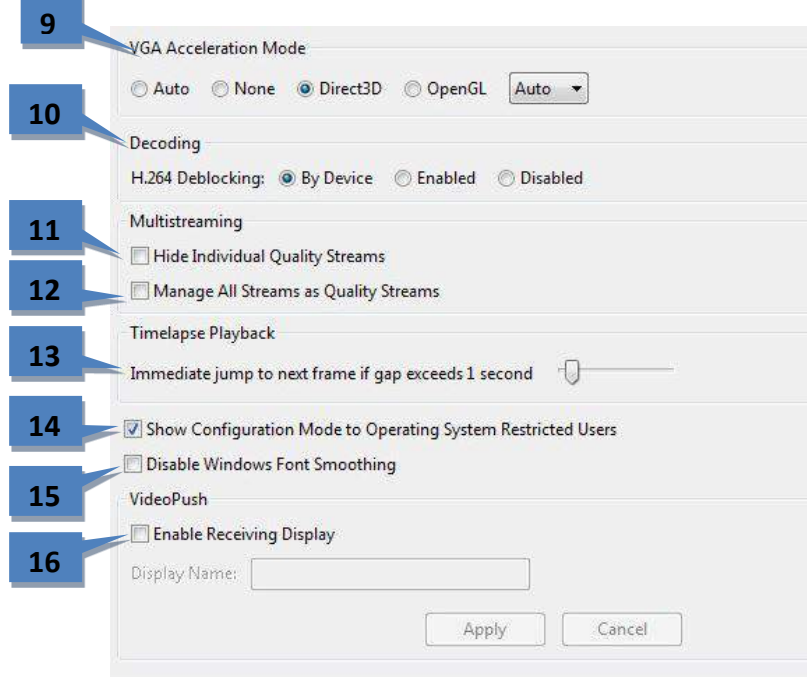 9
VGA Acceleration Mode
Auto None Direct3D OpenGL Auto
10
Decoding
H.264 Deblocking: By Device Enabled Disabled
Multistreaming
11
Hide Individual Quality Streams
12
Manage All Streams as Quality Streams
Timelapse Playback
13
Immediate jump to next frame if gap exceeds 1 second
14
Show Configuration Mode to Operating System Restricted Users
Disable Windows Font Smoothing
15
VideoPush
Enable Receiving Display
16
Display Name:
Apply Cancel